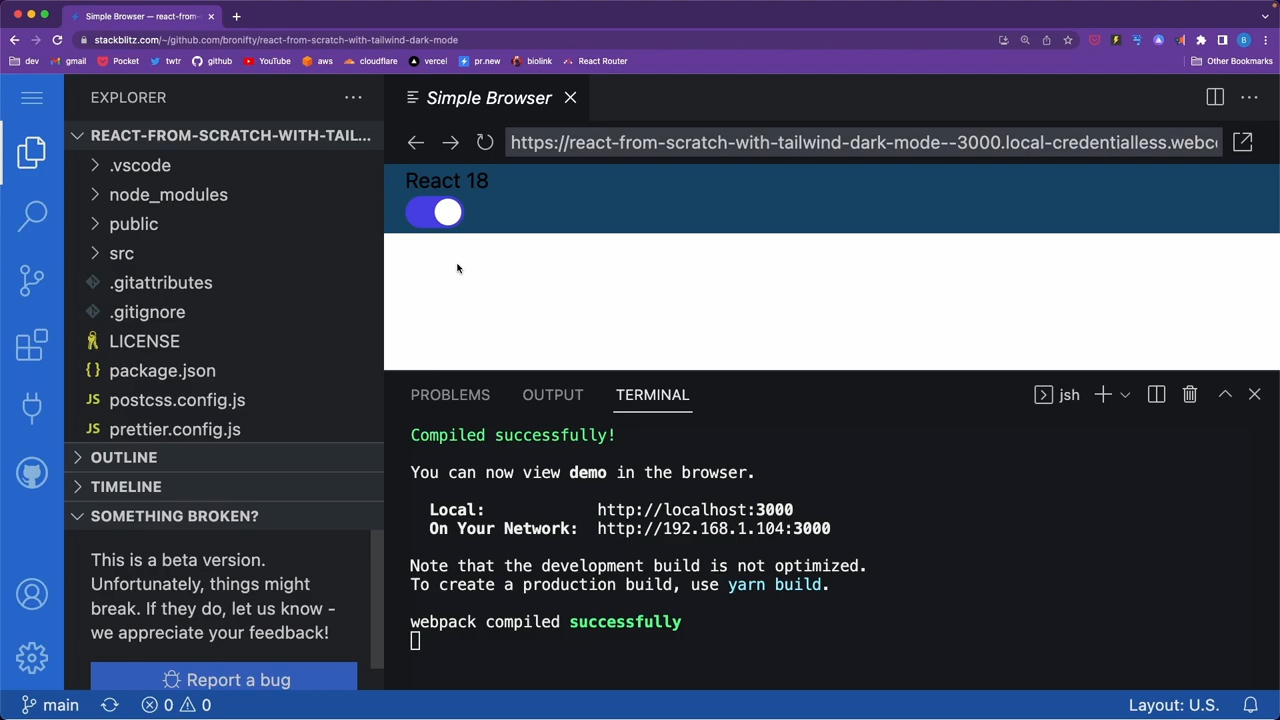 Simple Browser — react-from-
stackblitz.com/~/github.com/bronifty/react-from-scratch-with-tailwind-dark-mode
dev
gmail
Pocket
twtr
github
YouTube
aws
cloudflare
vercel
pr.new
biolink
React Router
Other Bookmarks
EXPLORER
REACT-FROM-SCRATCH-WITH-TAIL...
.vscode
node_modules
public
src
.gitattributes
.gitignore
LICENSE
{} package.json
JS postcss.config.js
JS prettier.config.js
OUTLINE
TIMELINE
SOMETHING BROKEN?
This is a beta version.
Unfortunately, things might
break. If they do, let us know -
we appreciate your feedback!
Report a bug
Simple Browser
https://react-from-scratch-with-tailwind-dark-mode--3000.local-credentialless.webc
React 18
PROBLEMS
OUTPUT
TERMINAL
jsh
Compiled successfully!
You can now view demo in the browser.
Local: http://localhost:3000
On Your Network: http://192.168.1.104:3000
Note that the development build is not optimized.
To create a production build, use yarn build.
webpack compiled successfully
main
0
0
Layout: U.S.